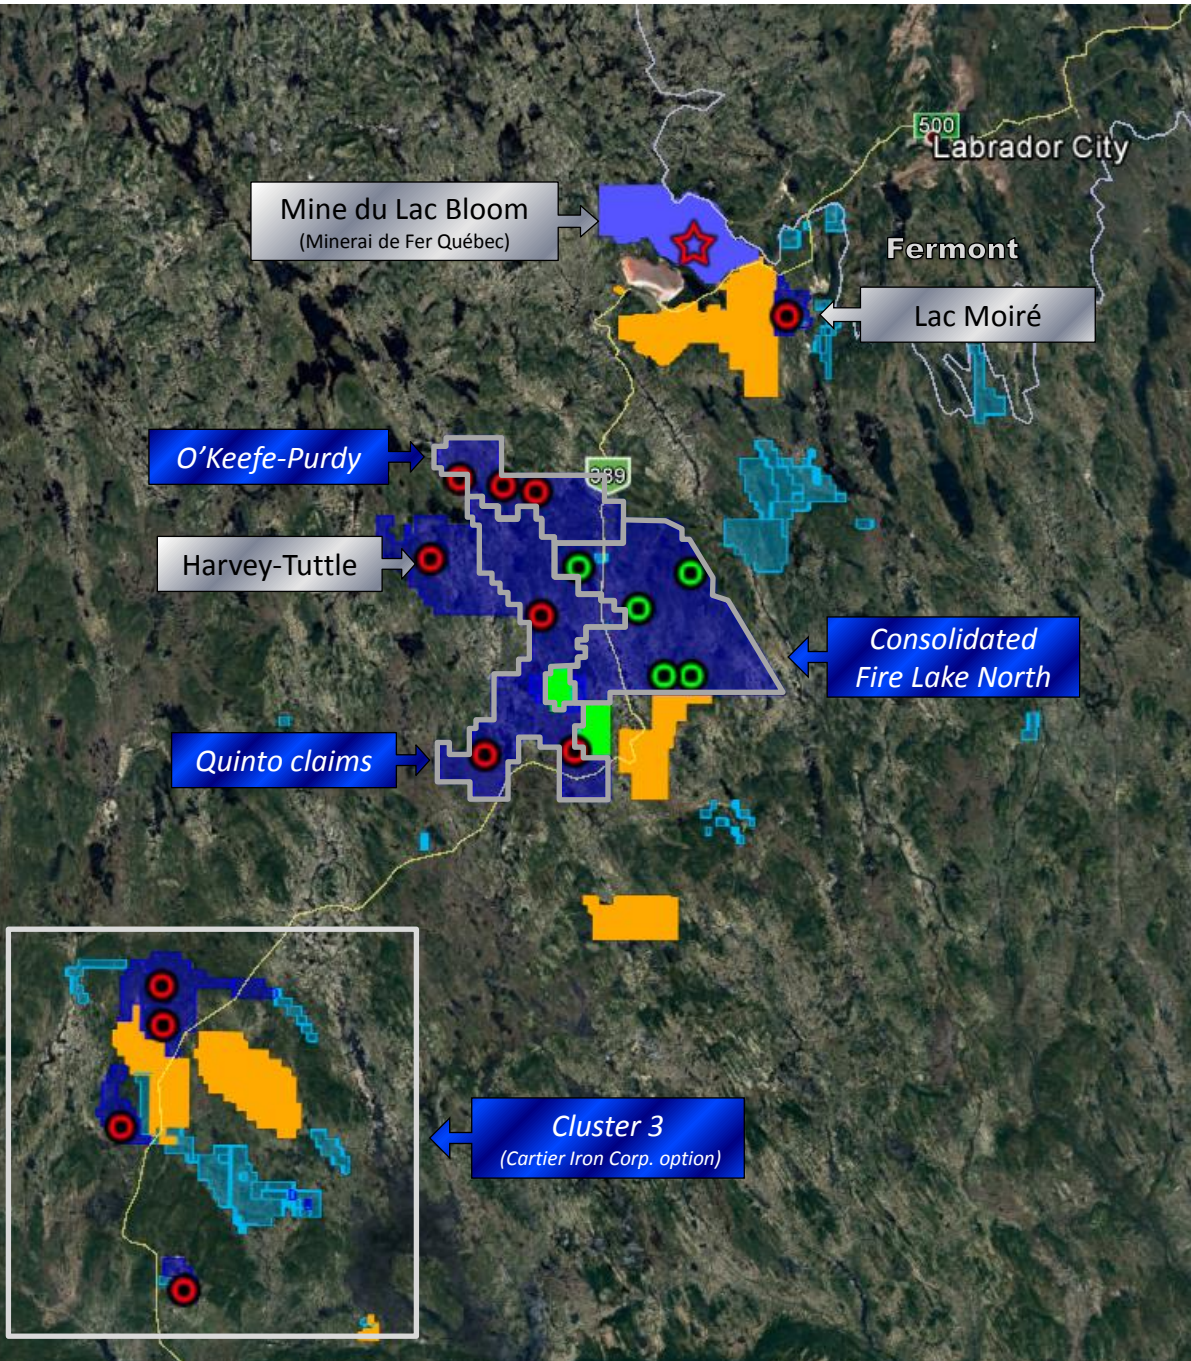 500
Labrador City
Mine du Lac Bloom
(Minerai de Fer Québec)
Fermont
Lac Moiré
O’Keefe-Purdy
389
Harvey-Tuttle
Consolidated
Fire Lake North
Quinto claims
Cluster 3
(Cartier Iron Corp. option)